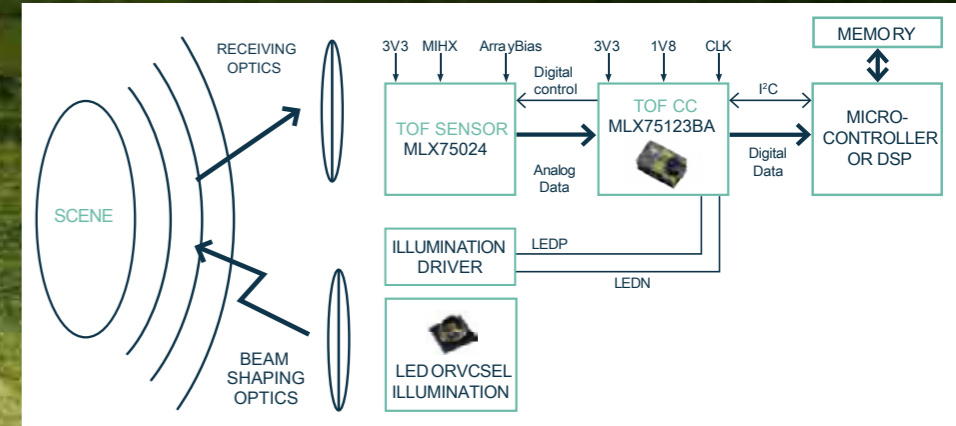 RECEIVING
OPTICS
3V3
MIHX
ArrayBias
3V3
1V8
CLK
MEMORY
Digital
control
I²C
TOF SENSOR
MLX75024
TOF CC
MLX75123BA
MICRO-
CONTROLLER
OR DSP
Analog
Data
Digital
Data
SCENE
ILLUMINATION
DRIVER
LEDP
LEDN
BEAM
SHAPING
OPTICS
LED ORVCSEL
ILLUMINATION